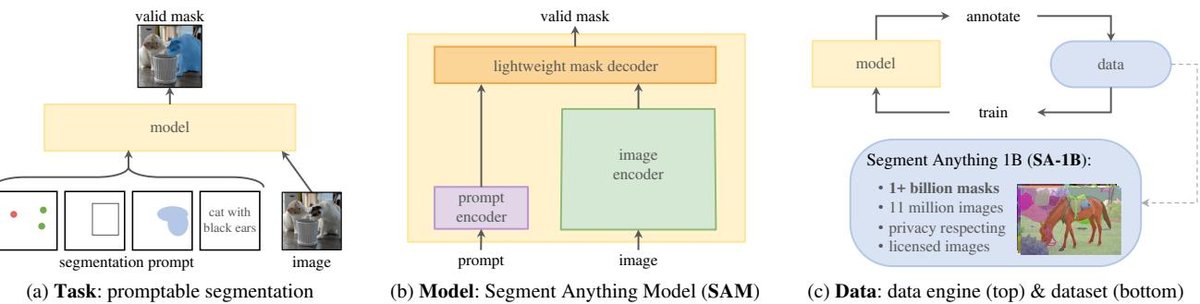 valid mask
model
cat with
black ears
segmentation prompt
image
(a) Task: promptable segmentation
valid mask
lightweight mask decoder
image
encoder
prompt
encoder
prompt
image
(b) Model: Segment Anything Model (SAM)
annotate
model
data
train
Segment Anything 1B (SA-1B):
• 1+ billion masks
• 11 million images
• privacy respecting
• licensed images
(c) Data: data engine (top) & dataset (bottom)